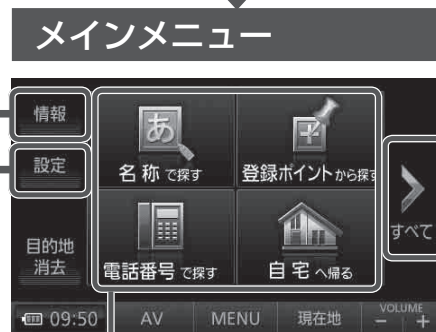 メインメニュー
情報
設定
目的地
消去
あ
名称で探す
登録ポイントから探す
電話番号で探す
自宅へ帰る
すべて
09:50
AV
MENU
現在地
VOLUME
- +